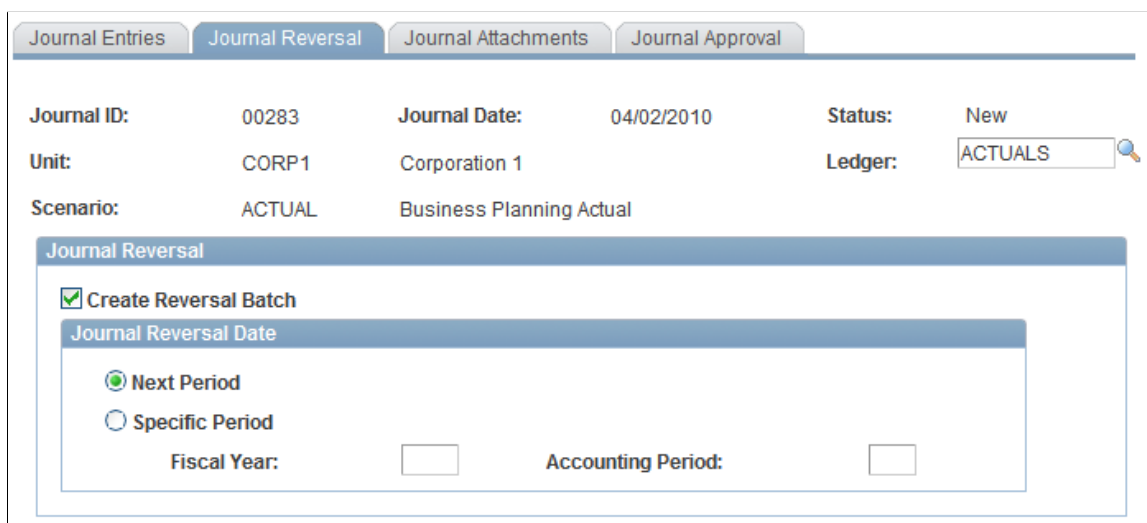 Journal Entries Journal Reversal Journal Attachments Journal Approval
Journal ID: 00283 Journal Date: 04/02/2010 Status: New
Unit: CORP1 Corporation 1 Ledger: ACTUALS
Scenario: ACTUAL Business Planning Actual
Journal Reversal
Create Reversal Batch
Journal Reversal Date
Next Period
Specific Period
Fiscal Year: Accounting Period: